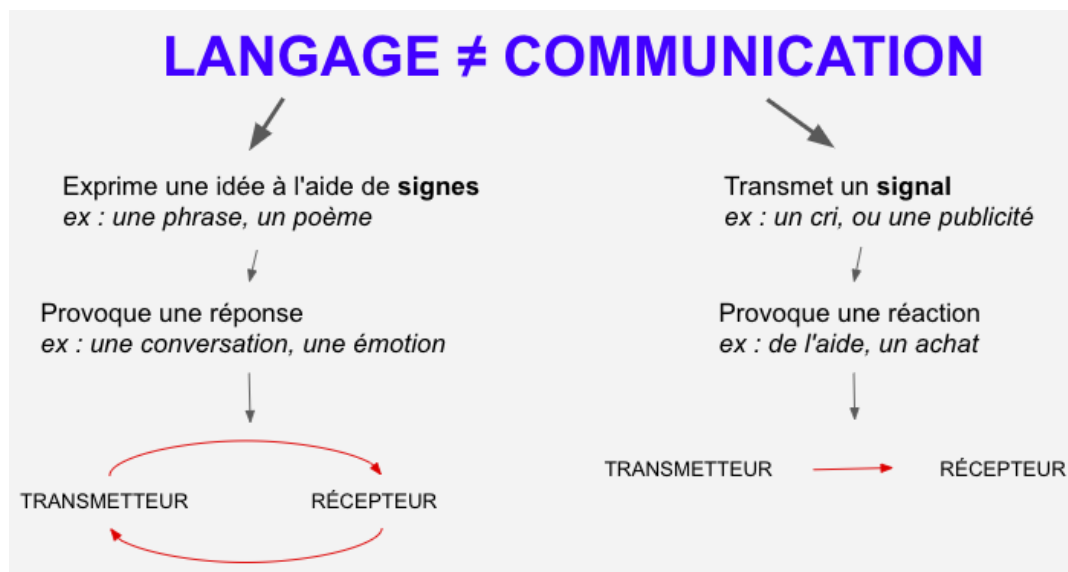 LANGAGE ≠ COMMUNICATION
Exprime une idée à l'aide de signes
ex : une phrase, un poème
Provoque une réponse
ex : une conversation, une émotion
TRANSMETTEUR
RÉCEPTEUR
Transmet un signal
ex : un cri, ou une publicité
Provoque une réaction
ex : de l'aide, un achat
TRANSMETTEUR
RÉCEPTEUR